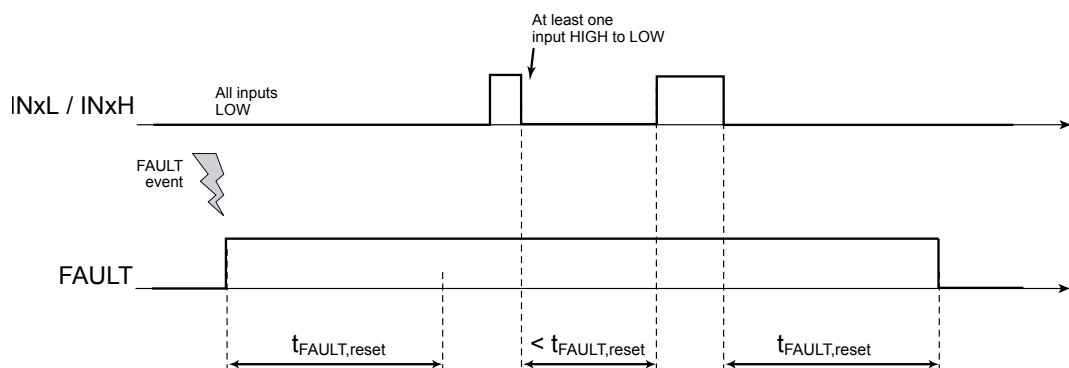 At least one
input HIGH to LOW
INxL / INxH
All inputs
LOW
FAULT
event
FAULT
tFAULT,reset
< tFAULT,reset
tFAULT,reset